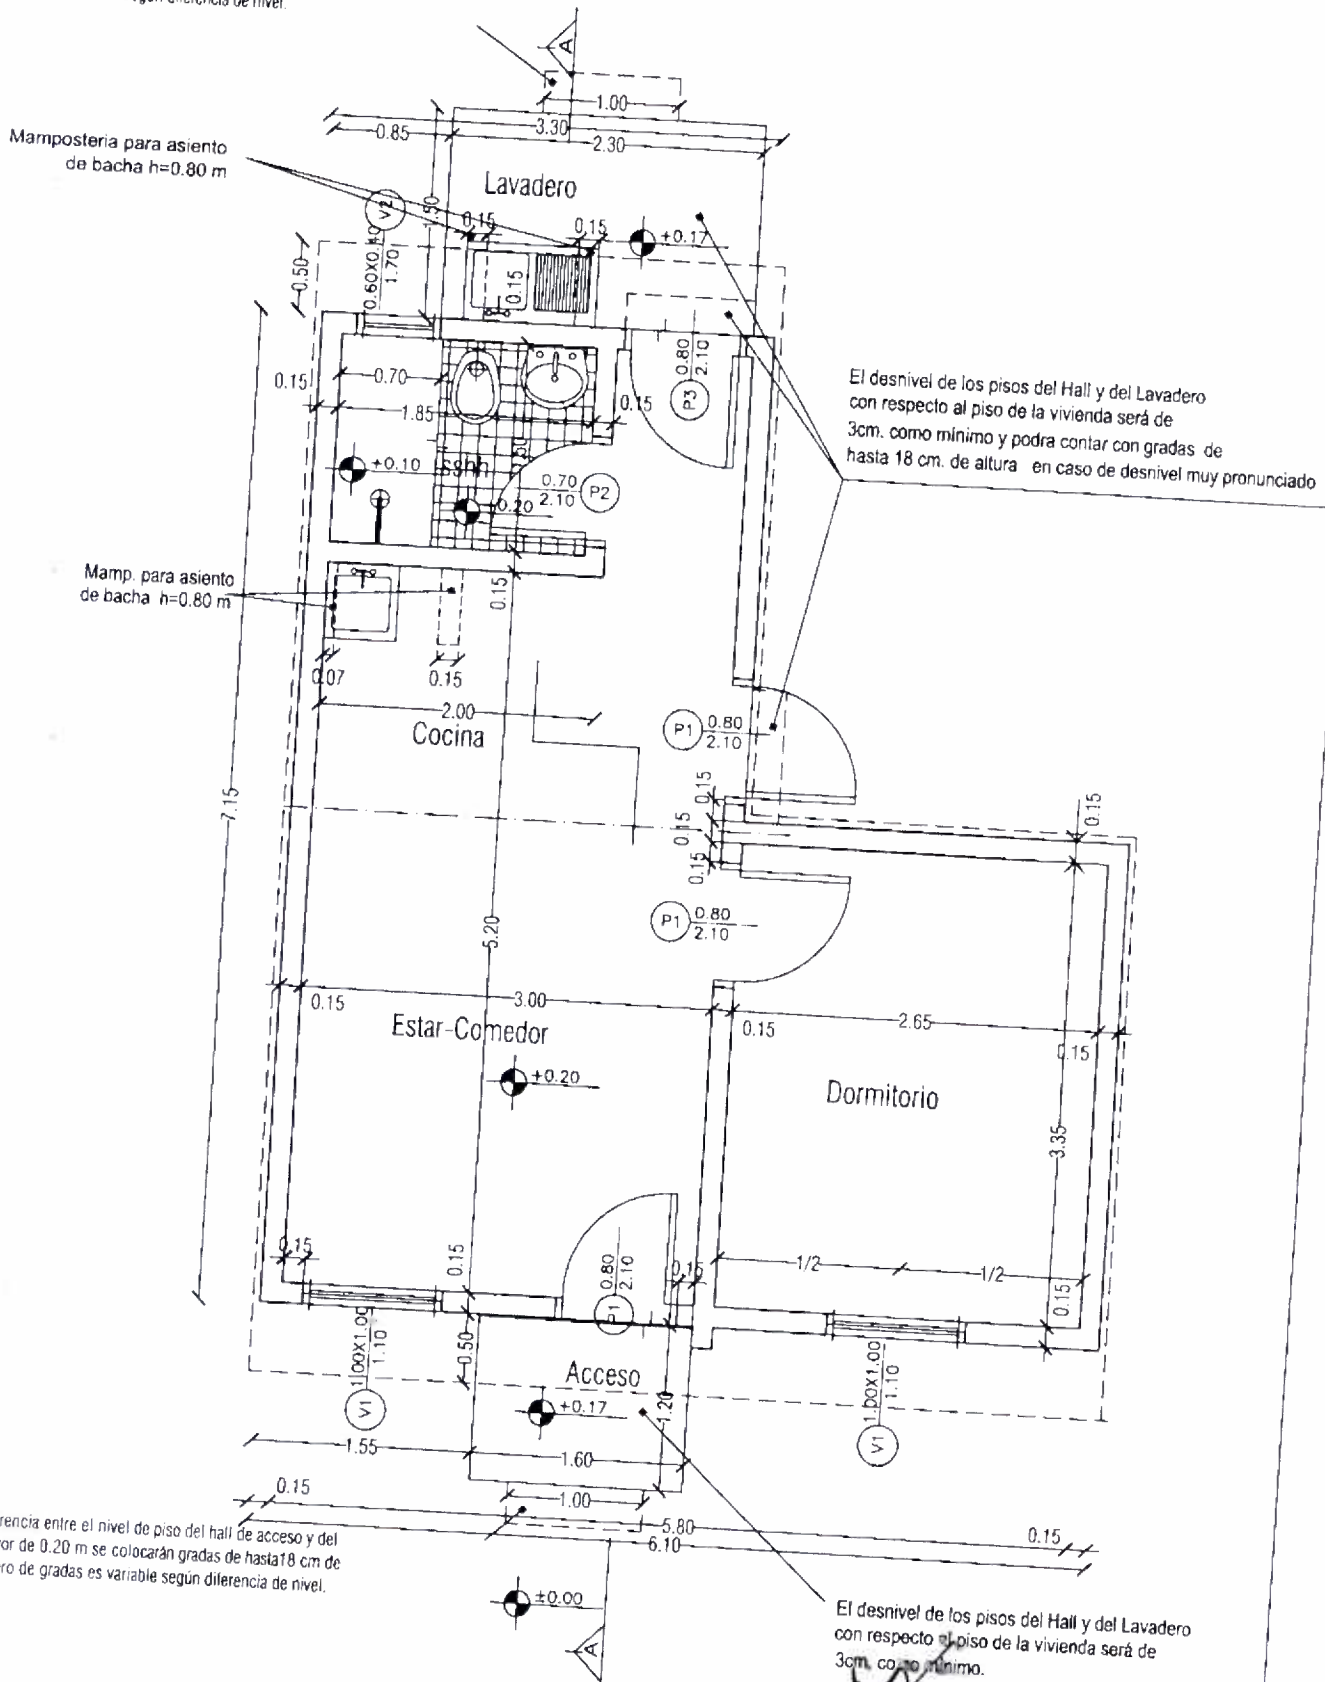 diferencia de nivel.
A
1.00
3.30
0.85
2.30
Mamposteria para asiento
de bacha h=0.80 m
Lavadero
V2
0.60X0.40
1.70
1.50
0.15
0.15
+0.17
0.50
0.15
0.80
2.10
P3
0.15
0.70
1.85
0.15
El desnivel de los pisos del Hall y del Lavadero
con respecto al piso de la vivienda será de
3cm. como mínimo y podra contar con gradas de
hasta 18 cm. de altura en caso de desnivel muy pronunciado
+0.10
sshh
0.70
2.10
P2
+0.20
Mamp. para asiento
de bacha h=0.80 m
0.15
0.07
0.15
2.00
Cocina
P1
0.80
2.10
7.15
0.15
0.15
0.15
0.15
P1
0.80
2.10
5.20
0.15
3.00
0.15
2.65
0.15
Estar-Comedor
+0.20
Dormitorio
3.35
0.15
0.15
0.80
2.10
P1
0.15
1/2
1/2
0.15
1.00X1.00
1.10
V1
0.50
Acceso
+0.17
1.20
1.00X1.00
1.10
V1
1.55
1.60
0.15
1.00
5.80
0.15
6.10
rencia entre el nivel de piso del hall de acceso y del
or de 0.20 m se colocarán gradas de hasta18 cm de
ro de gradas es variable según diferencia de nivel.
±0.00
A
El desnivel de los pisos del Hall y del Lavadero
con respecto al piso de la vivienda será de
3cm. como mínimo.